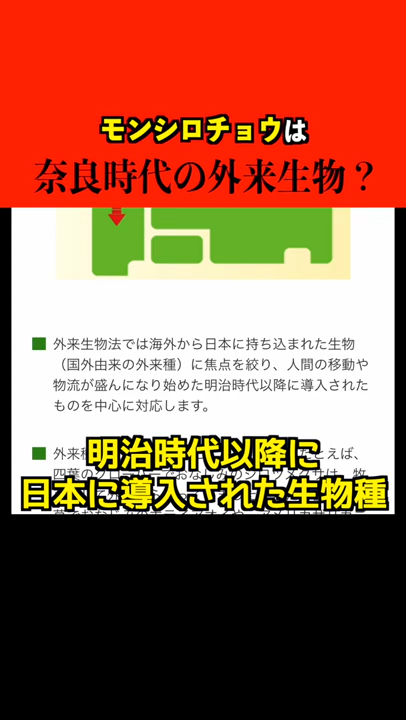 モンシロチョウは
奈良時代の外来生物？
外来生物法では海外から日本に持ち込まれた生物
（国外由来の外来種）に焦点を絞り、人間の移動や
物流が盛んになり始めた明治時代以降に導入された
ものを中心に対応します。
明治時代以降に
日本に導入された生物種